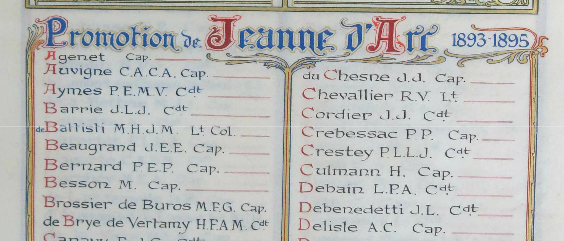 Promotion de Jeanne d'Arc 1893-1895
Agenet Cap.
Auvigne C.A.C.A. Cap.
Aymes P.E.M.V. Cdt
Barrie J.L.J. Cdt
de Battisti M.H.J.M. Lt Col.
Beaugrand J.E.E. Cap.
Bernard P.E.P. Cap.
Besson M. Cap.
Brossier de Buros M.F.G. Cap.
de Brye de Vertamy H.F.A.M. Cdt
du Chesne J.J. Cap.
Chevallier R.V. Lt.
Cordier J.J. Cdt
Crebessac P.P. Cap.
Crestey P.L.L.J. Cdt
Culmann H. Cap.
Debain L.P.A. Cdt
Debenedetti J.L. Cdt
Delisle A.C. Cap.